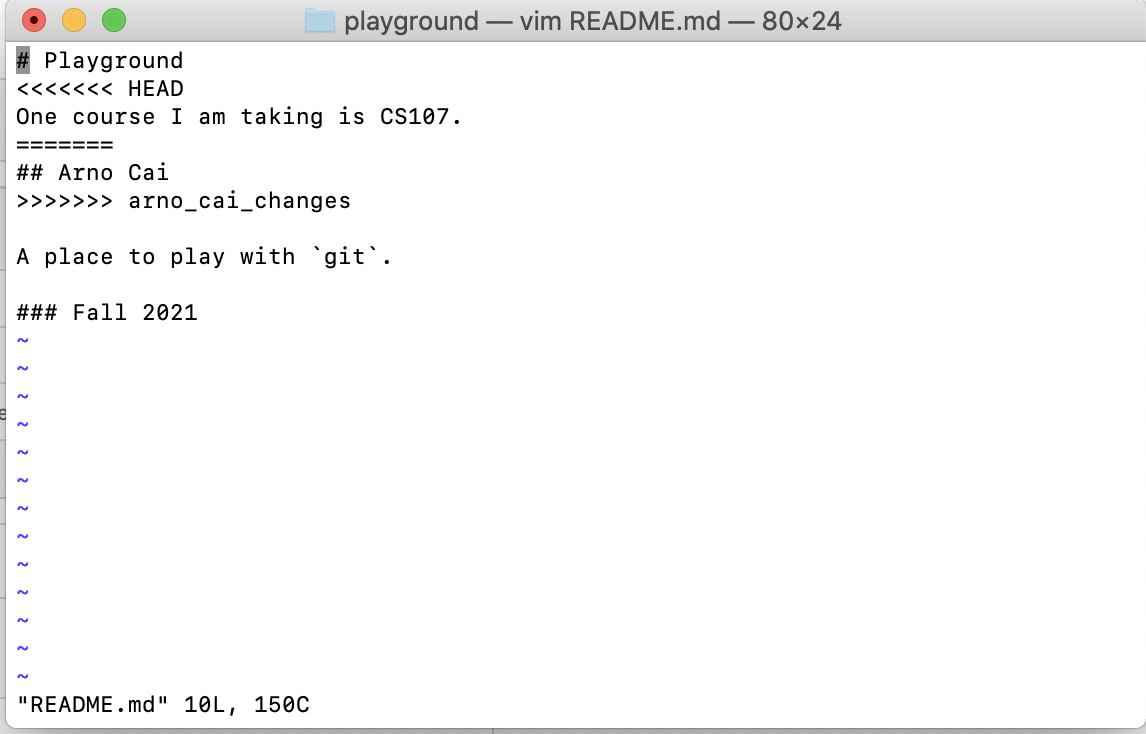 playground — vim README.md — 80×24
# Playground
<<<<<<< HEAD
One course I am taking is CS107.
=======
## Arno Cai
>>>>>>> arno_cai_changes

A place to play with `git`.

### Fall 2021
~
~
~
~
~
~
~
~
~
~
~
~
~
"README.md" 10L, 150C